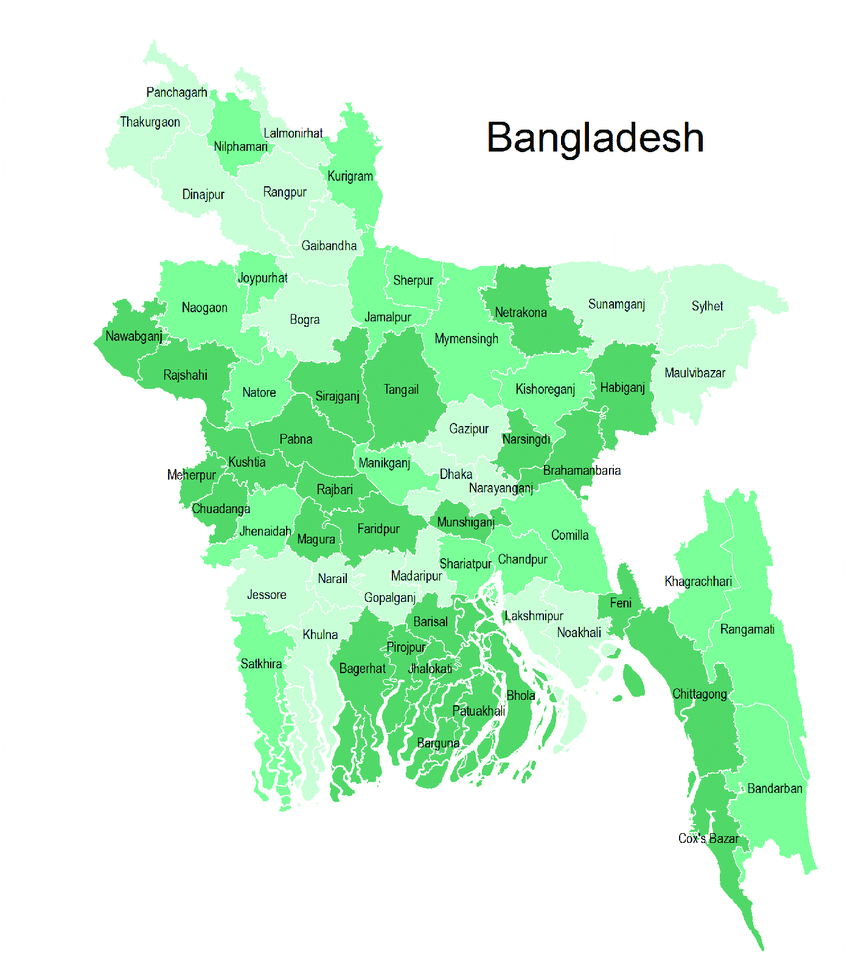 Bangladesh
Panchagarh
Thakurgaon
Lalmonirhat
Nilphamari
Kurigram
Dinajpur
Rangpur
Gaibandha
Joypurhat
Sherpur
Naogaon
Bogra
Jamalpur
Netrakona
Sunamganj
Sylhet
Nawabganj
Mymensingh
Rajshahi
Maulvibazar
Natore
Sirajganj
Tangail
Kishoreganj
Habiganj
Gazipur
Pabna
Narsingdi
Kushtia
Manikganj
Meherpur
Dhaka
Brahamanbaria
Rajbari
Narayanganj
Chuadanga
Jhenaidah
Magura
Faridpur
Munshiganj
Comilla
Shariatpur
Chandpur
Narail
Madaripur
Khagrachhari
Jessore
Gopalganj
Feni
Lakshmipur
Barisal
Khulna
Noakhali
Rangamati
Pirojpur
Satkhira
Bagerhat
Jhalokati
Bhola
Chittagong
Patuakhali
Barguna
Bandarban
Cox's Bazar